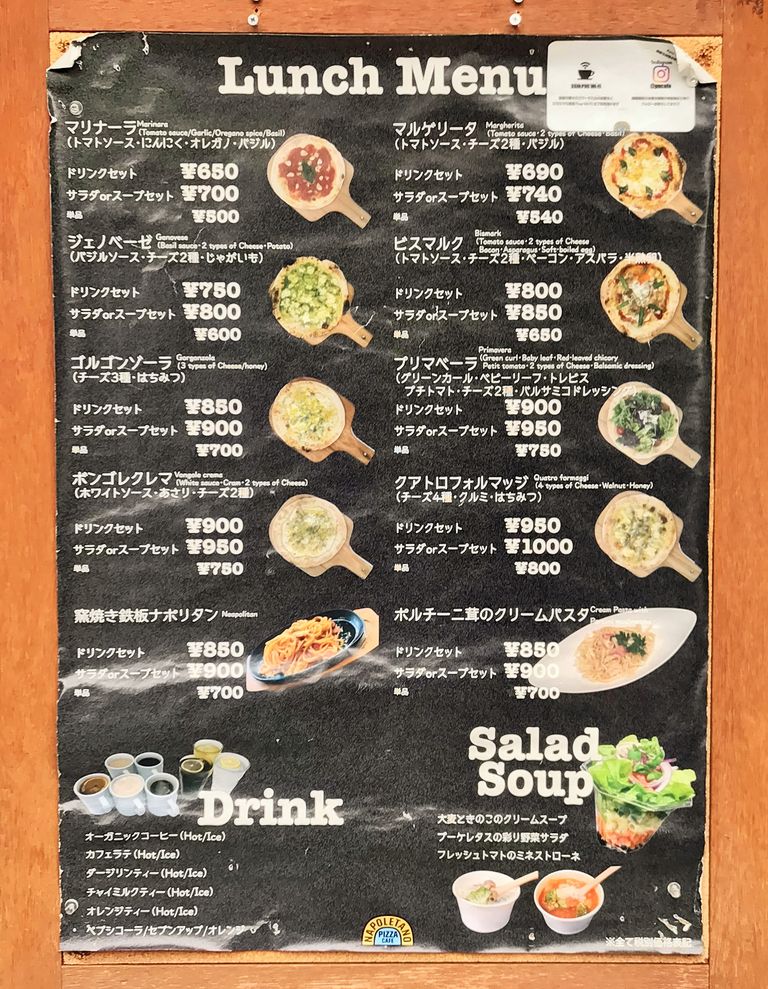 Lunch Menu
SEMPRE Wi-Fi
Instagram
マリナーラ Marinara
(Tomato sauce/Garlic/Oregano spice/Basil)
(トマトソース・にんにく・オレガノ・バジル)
ドリンクセット ¥650
サラダorスープセット ¥700
単品 ¥500
マルゲリータ Margherita
(Tomato sauce・2 types of Cheese・Basil)
(トマトソース・チーズ2種・バジル)
ドリンクセット ¥690
サラダorスープセット ¥740
単品 ¥540
ジェノベーゼ Genovese
(Basil sauce・2 types of Cheese・Potato)
(バジルソース・チーズ2種・じゃがいも)
ドリンクセット ¥750
サラダorスープセット ¥800
単品 ¥600
ビスマルク Bismark
(Tomato sauce・2 types of Cheese
Bacon・Asparagus・Soft-boiled egg)
(トマトソース・チーズ2種・ベーコン・アスパラ・半熟卵)
ドリンクセット ¥800
サラダorスープセット ¥850
単品 ¥650
ゴルゴンゾーラ Gorgonzola
(3 types of Cheese/honey)
(チーズ3種・はちみつ)
ドリンクセット ¥850
サラダorスープセット ¥900
単品 ¥700
プリマベーラ Primavera
(Green curl・Baby leaf・Red-leaved chicory
Petit tomato・2 types of Cheese・Balsamic dressing)
(グリーンカール・ベビーリーフ・トレビス
プチトマト・チーズ2種・バルサミコドレッシング)
ドリンクセット ¥900
サラダorスープセット ¥950
単品 ¥750
ボンゴレクレマ Vongole crema
(White sauce・Cram・2 types of Cheese)
(ホワイトソース・あさり・チーズ2種)
ドリンクセット ¥900
サラダorスープセット ¥950
単品 ¥750
クアトロフォルマッジ Quatro formaggi
(4 types of Cheese・Walnut・Honey)
(チーズ4種・クルミ・はちみつ)
ドリンクセット ¥950
サラダorスープセット ¥1000
単品 ¥800
窯焼き鉄板ナポリタン Neapolitan
ドリンクセット ¥850
サラダorスープセット ¥900
単品 ¥700
ポルチーニ茸のクリームパスタ Cream Pasta with
ドリンクセット ¥850
サラダorスープセット ¥900
単品 ¥700
Drink
オーガニックコーヒー(Hot/Ice)
カフェラテ(Hot/Ice)
ダージリンティー(Hot/Ice)
チャイミルクティー(Hot/Ice)
オレンジティー(Hot/Ice)
ペプシコーラ/セブンアップ/オレンジ
Salad
Soup
大麦ときのこのクリームスープ
ブーケレタスの彩り野菜サラダ
フレッシュトマトのミネストローネ
NAPOLETANO
PIZZA
CAFE
※全て税別価格表記